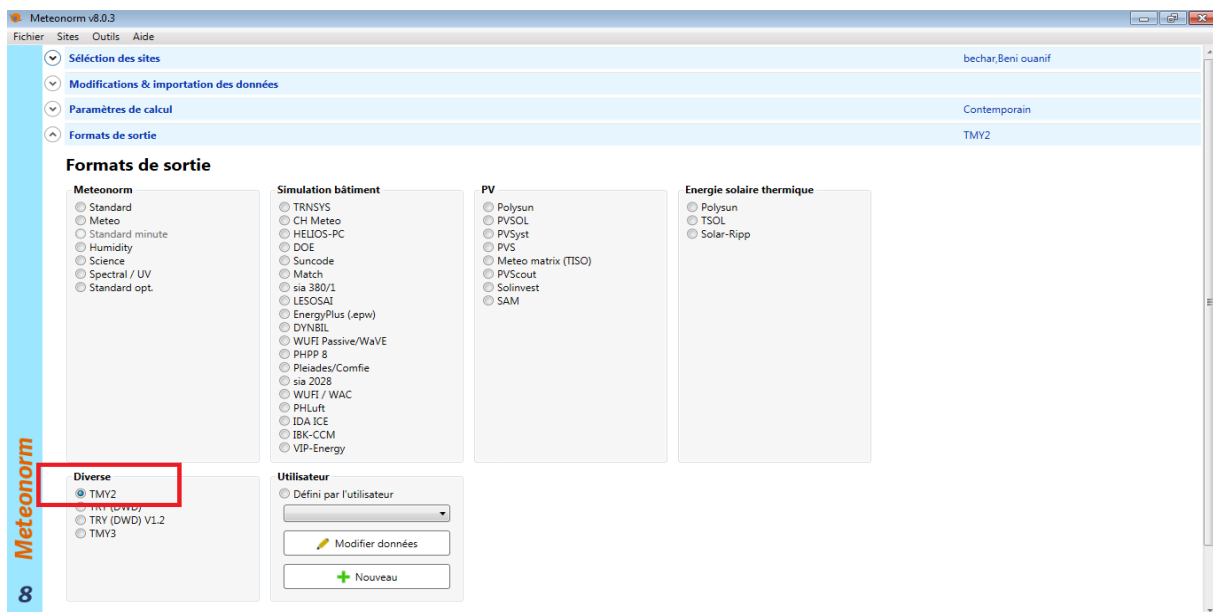 Meteonorm v8.0.3
Fichier Sites Outils Aide
Séléction des sites bechar,Beni ouanif
Modifications & importation des données
Paramètres de calcul Contemporain
Formats de sortie TMY2
Formats de sortie
Meteonorm
Standard
Meteo
Standard minute
Humidity
Science
Spectral / UV
Standard opt.
Simulation bâtiment
TRNSYS
CH Meteo
HELIOS-PC
DOE
Suncode
Match
sia 380/1
LESOSAI
EnergyPlus (.epw)
DYNBIL
WUFI Passive/WaVE
PHPP 8
Pleiades/Comfie
sia 2028
WUFI / WAC
PHLuft
IDA ICE
IBK-CCM
VIP-Energy
PV
Polysun
PVSOL
PVSyst
PVS
Meteo matrix (TISO)
PVScout
Solinvest
SAM
Energie solaire thermique
Polysun
TSOL
Solar-Ripp
Diverse
TMY2
TRY (DWD)
TRY (DWD) V1.2
TMY3
Utilisateur
Défini par l'utilisateur
Modifier données
Nouveau
Meteonorm
8